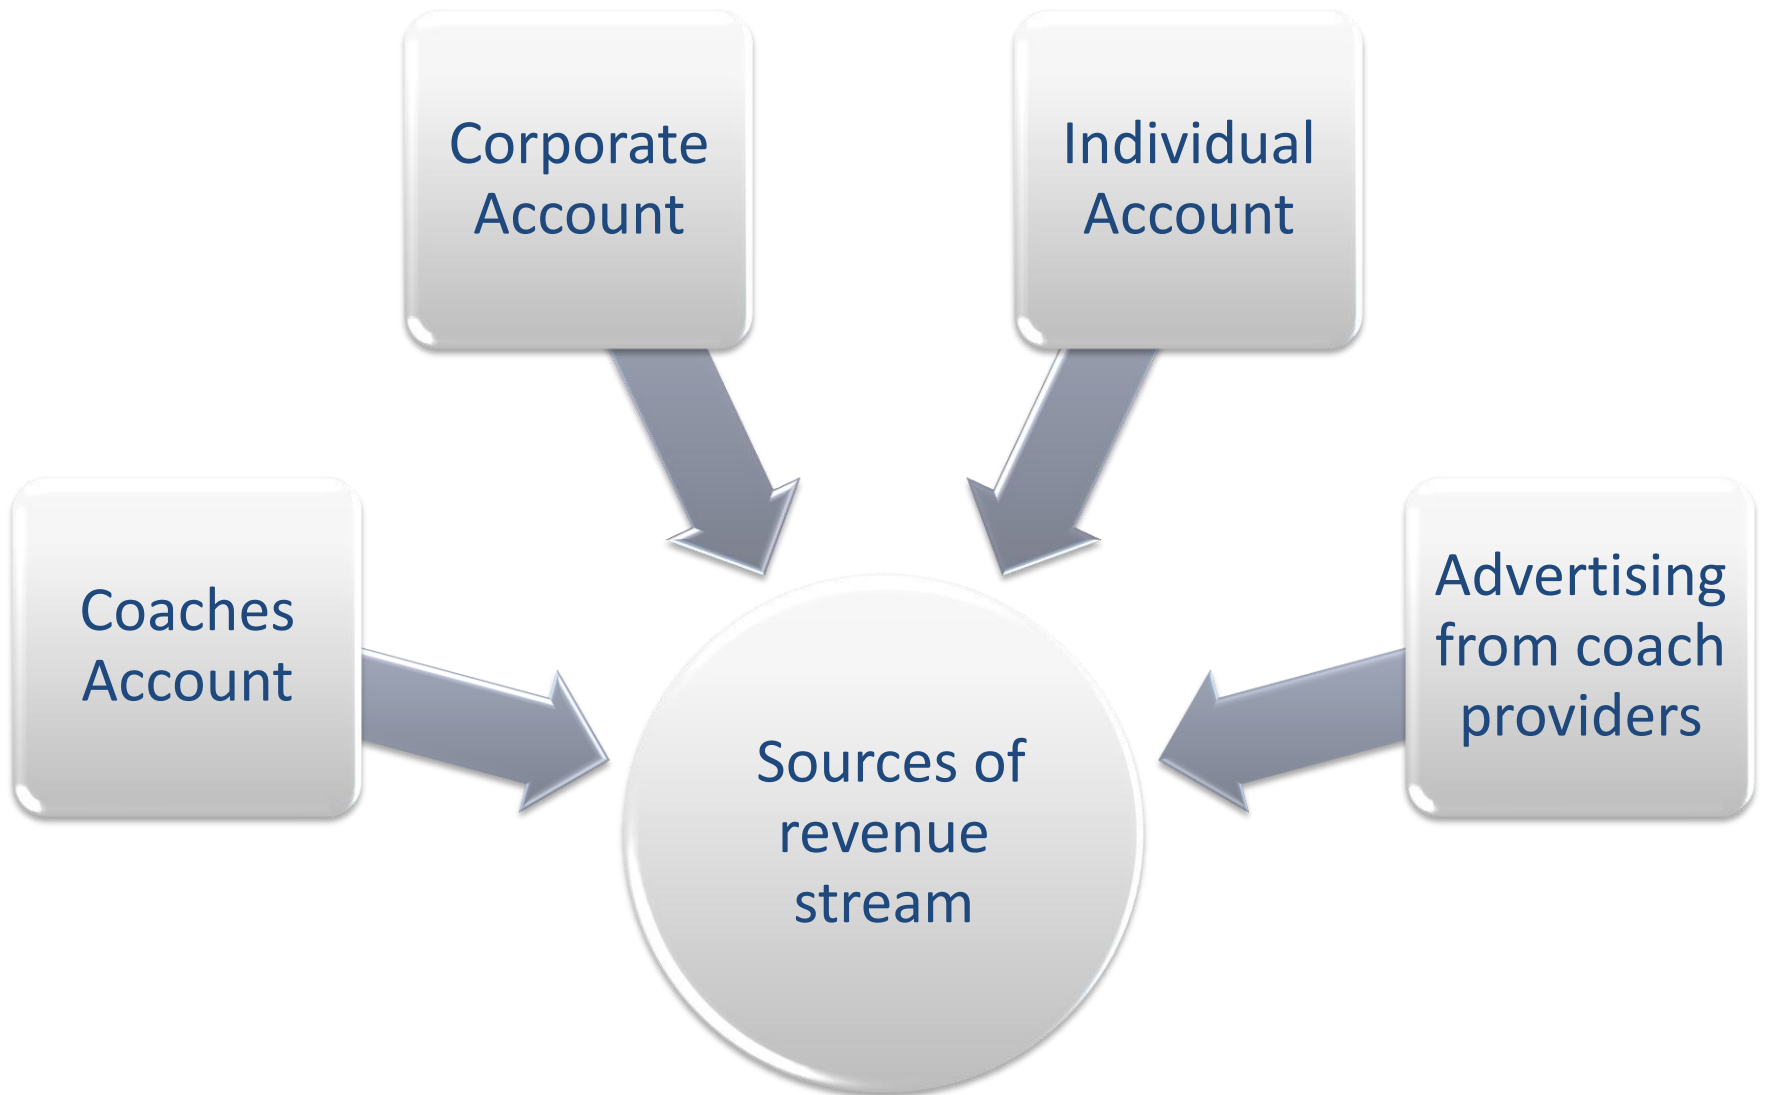 Corporate
Account
Individual
Account
Coaches
Account
Advertising
from coach
providers
Sources of
revenue
stream